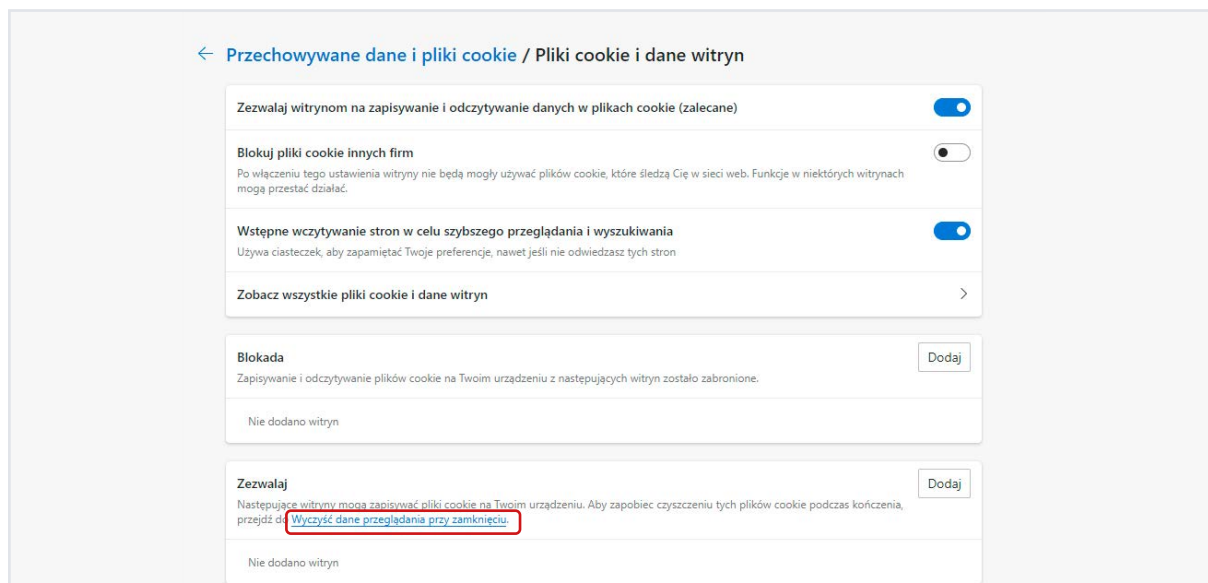 Przechowywane dane i pliki cookie / Pliki cookie i dane witryn
Zezwalaj witrynom na zapisywanie i odczytywanie danych w plikach cookie (zalecane)
Blokuj pliki cookie innych firm
Po włączeniu tego ustawienia witryny nie będą mogły używać plików cookie, które śledzą Cię w sieci web. Funkcje w niektórych witrynach
mogą przestać działać.
Wstępne wczytywanie stron w celu szybszego przeglądania i wyszukiwania
Używa ciasteczek, aby zapamiętać Twoje preferencje, nawet jeśli nie odwiedzasz tych stron
Zobacz wszystkie pliki cookie i dane witryn
Blokada
Dodaj
Zapisywanie i odczytywanie plików cookie na Twoim urządzeniu z następujących witryn zostało zabronione.
Nie dodano witryn
Zezwalaj
Dodaj
Następujące witryny mogą zapisywać pliki cookie na Twoim urządzeniu. Aby zapobiec czyszczeniu tych plików cookie podczas kończenia,
przejdź do Wyczyść dane przeglądania przy zamknięciu.
Nie dodano witryn